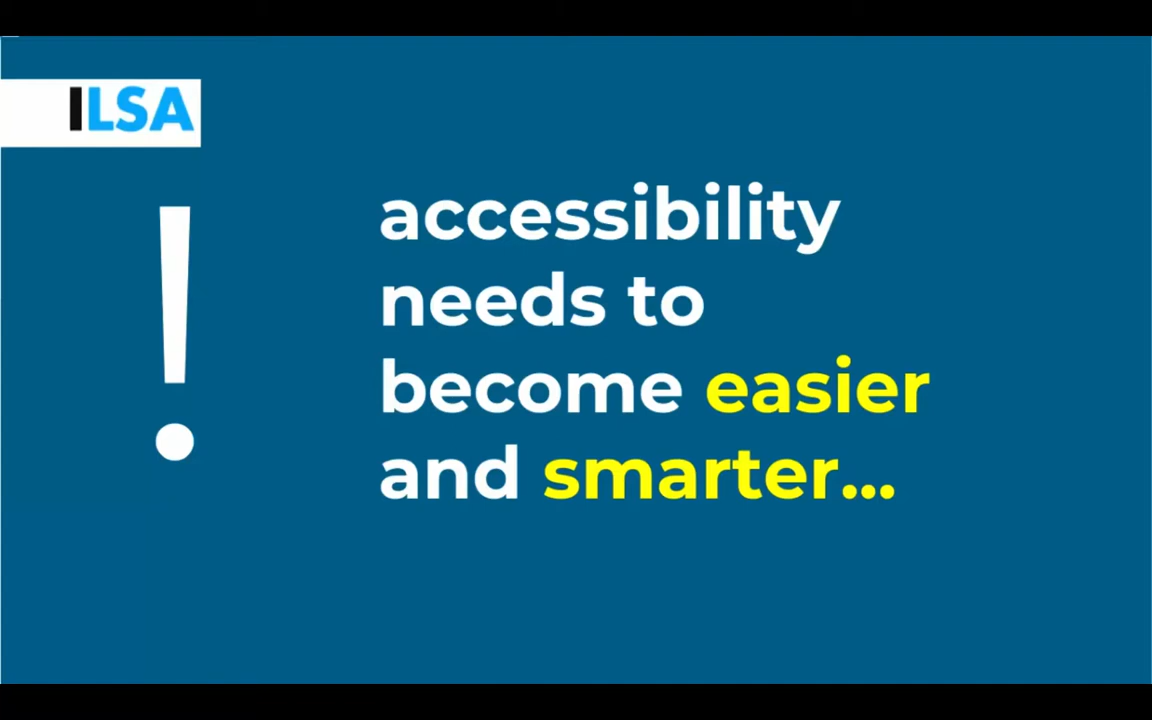 ILSA
!
accessibility
needs to
become easier
and smarter...